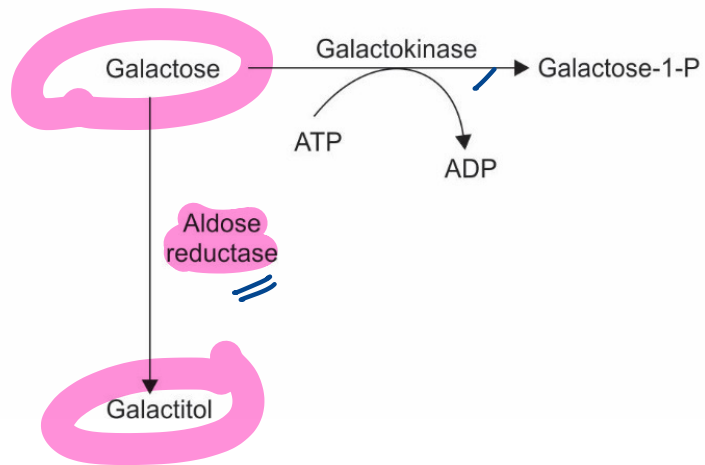 Galactokinase
Galactose
Galactose-1-P
ATP
ADP
Aldose
reductase
Galactitol